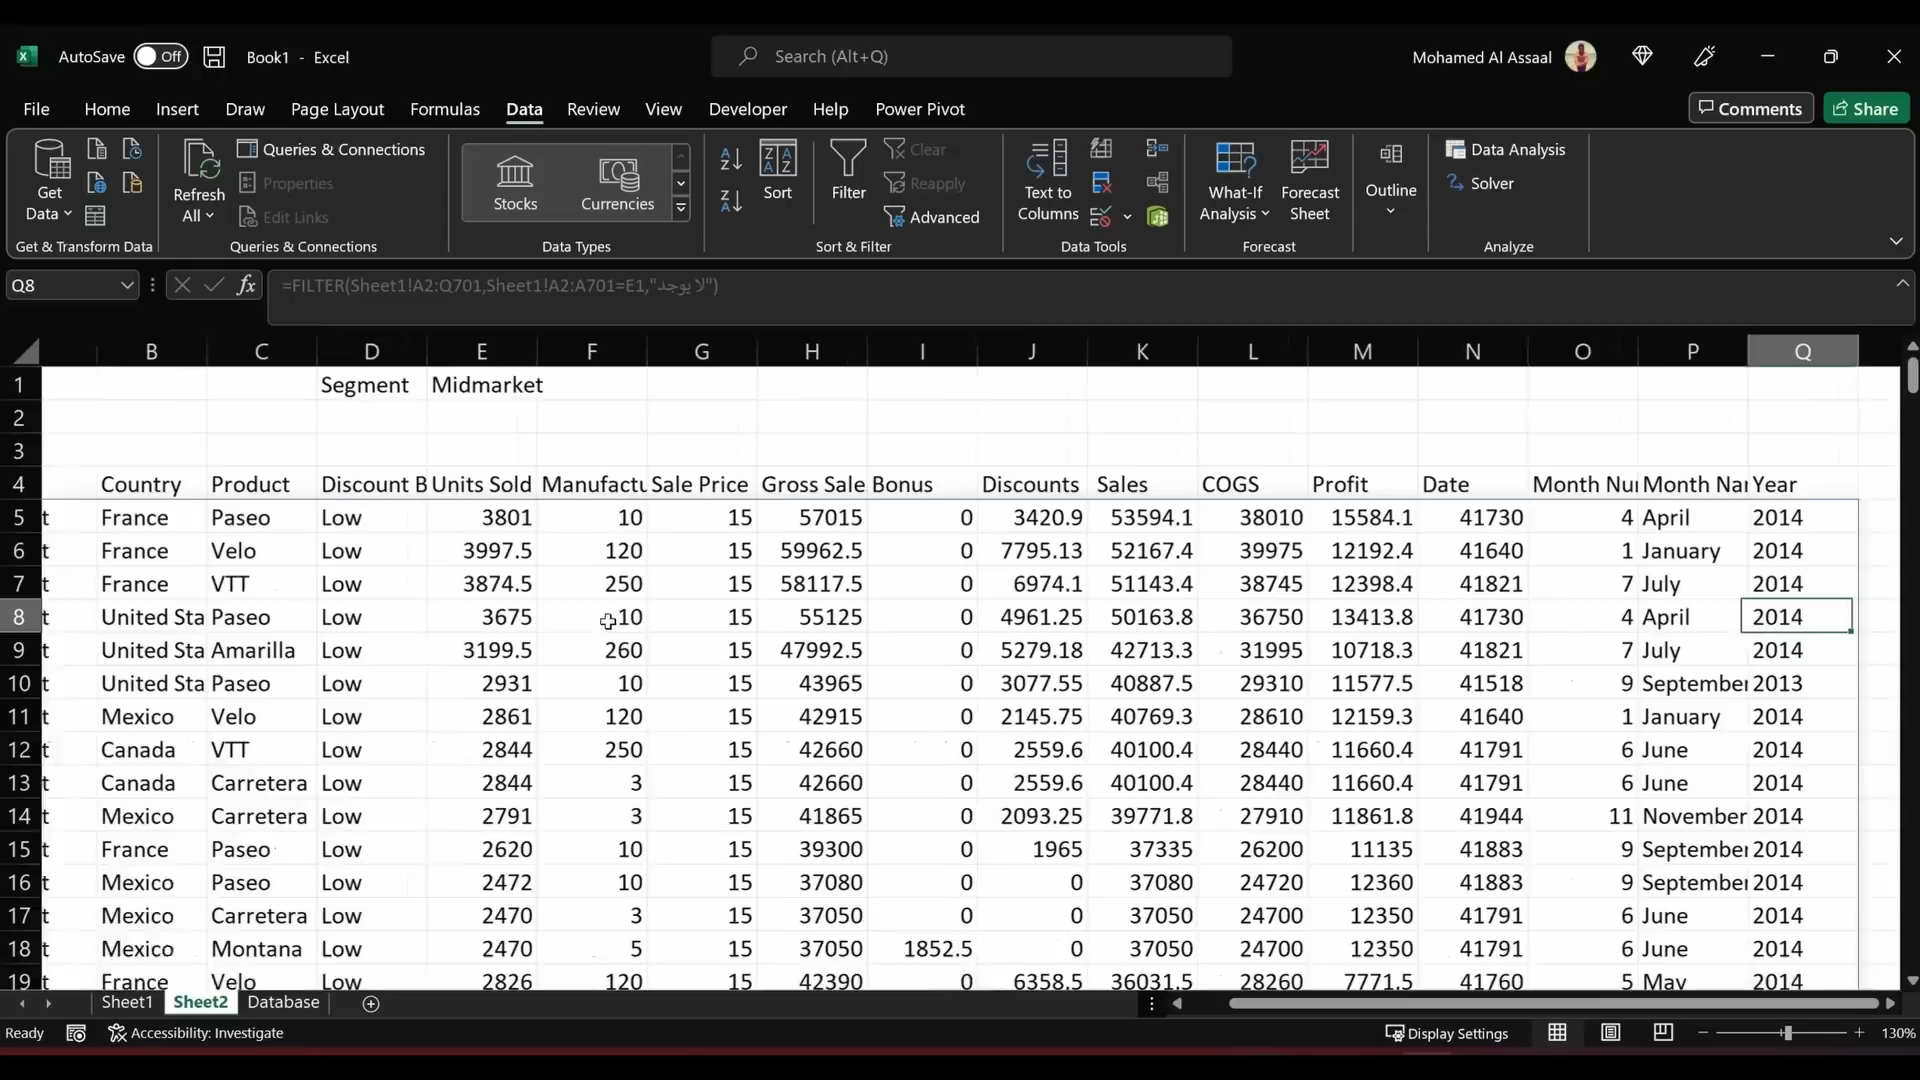 AutoSave Off Book1 - Excel Search (Alt+Q) Mohamed Al Assaal
File Home Insert Draw Page Layout Formulas Data Review View Developer Help Power Pivot Comments Share
Get Data
Refresh All
Queries & Connections
Properties
Edit Links
Stocks Currencies
Sort
Filter
Clear
Reapply
Advanced
Text to Columns
What-If Analysis
Forecast Sheet
Outline
Data Analysis
Solver
Get & Transform Data Queries & Connections Data Types Sort & Filter Data Tools Forecast Analyze
Q8 fx =FILTER(Sheet1!A2:Q701,Sheet1!A2:A701=E1,"لا يوجد")
B C D E F G H I J K L M N O P Q
1 Segment Midmarket
2
3
4 Country Product Discount B Units Sold Manufactu Sale Price Gross Sale Bonus Discounts Sales COGS Profit Date Month Nu Month Na Year
5 t France Paseo Low 3801 10 15 57015 0 3420.9 53594.1 38010 15584.1 41730 4 April 2014
6 t France Velo Low 3997.5 120 15 59962.5 0 7795.13 52167.4 39975 12192.4 41640 1 January 2014
7 t France VTT Low 3874.5 250 15 58117.5 0 6974.1 51143.4 38745 12398.4 41821 7 July 2014
8 t United Sta Paseo Low 3675 10 15 55125 0 4961.25 50163.8 36750 13413.8 41730 4 April 2014
9 t United Sta Amarilla Low 3199.5 260 15 47992.5 0 5279.18 42713.3 31995 10718.3 41821 7 July 2014
10 t United Sta Paseo Low 2931 10 15 43965 0 3077.55 40887.5 29310 11577.5 41518 9 September 2013
11 t Mexico Velo Low 2861 120 15 42915 0 2145.75 40769.3 28610 12159.3 41640 1 January 2014
12 t Canada VTT Low 2844 250 15 42660 0 2559.6 40100.4 28440 11660.4 41791 6 June 2014
13 t Canada Carretera Low 2844 3 15 42660 0 2559.6 40100.4 28440 11660.4 41791 6 June 2014
14 t Mexico Carretera Low 2791 3 15 41865 0 2093.25 39771.8 27910 11861.8 41944 11 November 2014
15 t France Paseo Low 2620 10 15 39300 0 1965 37335 26200 11135 41883 9 September 2014
16 t Mexico Paseo Low 2472 10 15 37080 0 0 37080 24720 12360 41883 9 September 2014
17 t Mexico Carretera Low 2470 3 15 37050 0 0 37050 24700 12350 41791 6 June 2014
18 t Mexico Montana Low 2470 5 15 37050 1852.5 0 37050 24700 12350 41791 6 June 2014
19 t France Velo Low 2826 120 15 42390 0 6358.5 36031.5 28260 7771.5 41760 5 May 2014
Sheet1 Sheet2 Database
Ready Accessibility: Investigate Display Settings 130%